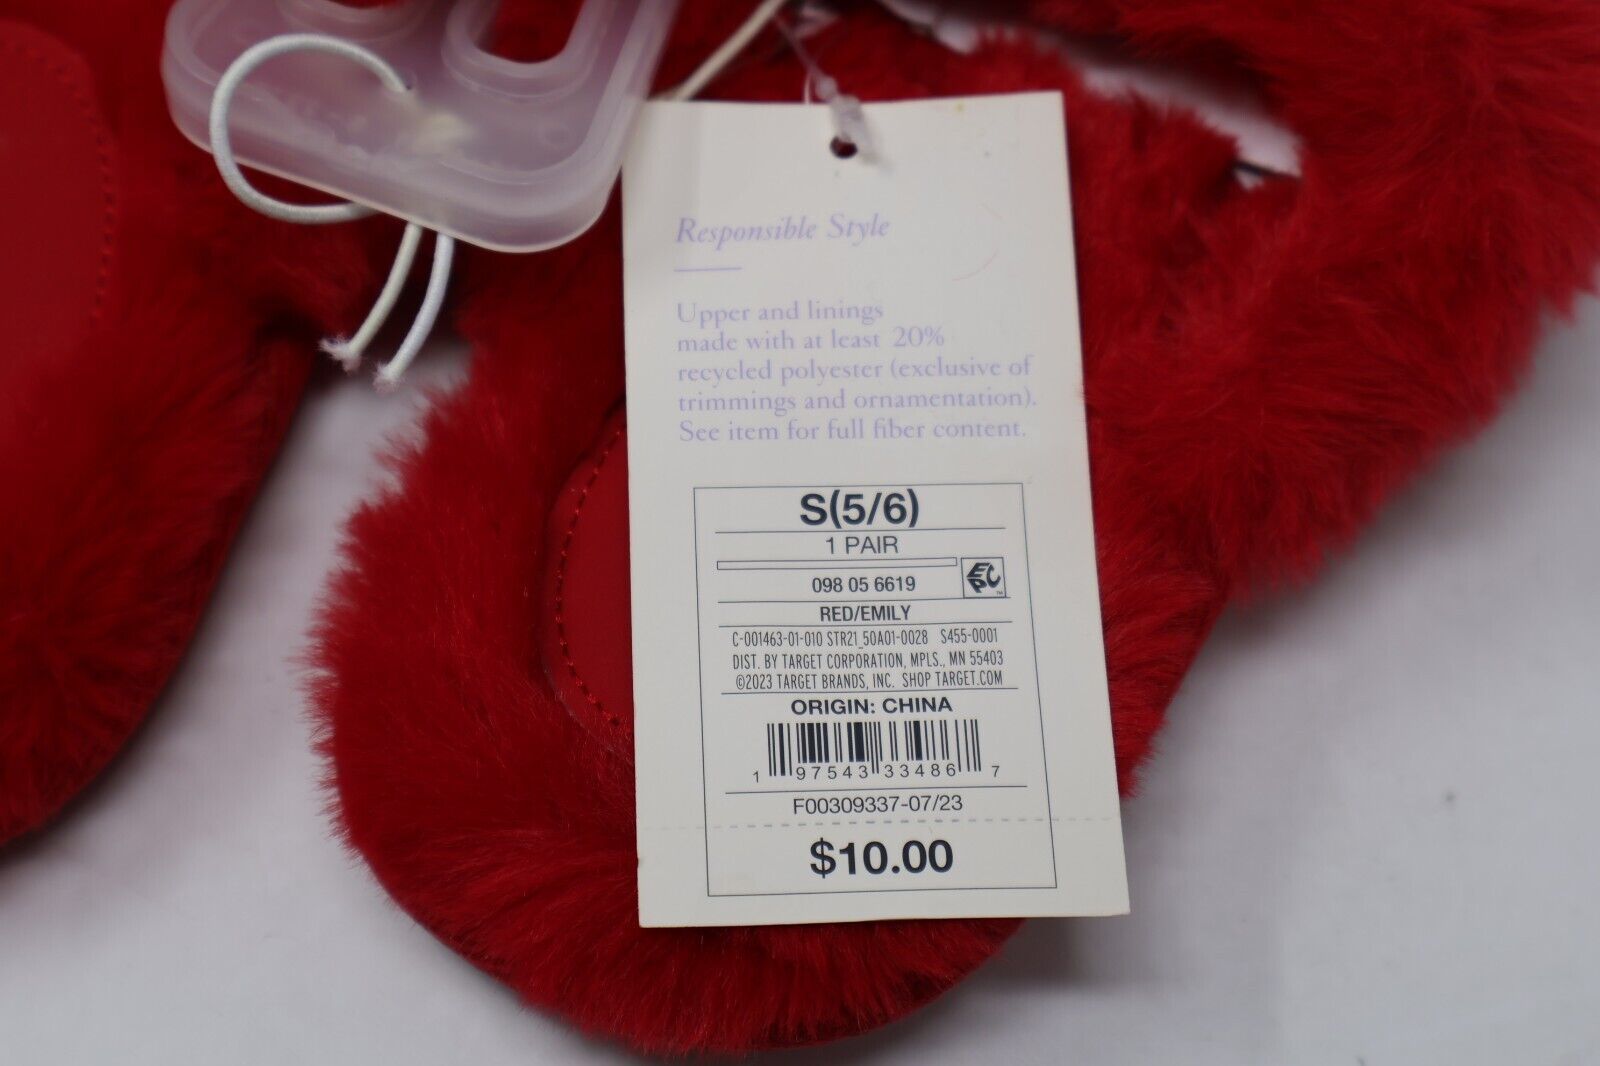 Responsible Style
Upper and linings
made with at least 20%
recycled polyester (exclusive of
trimmings and ornamentation).
See item for full fiber content.
S(5/6)
1 PAIR
098 05 6619
EPC™
RED/EMILY
C-001463-01-010 STR21_50A01-0028 S455-0001
DIST. BY TARGET CORPORATION, MPLS., MN 55403
©2023 TARGET BRANDS, INC. SHOP TARGET.COM
ORIGIN: CHINA
1 97543 33486 7
F00309337-07/23
$10.00